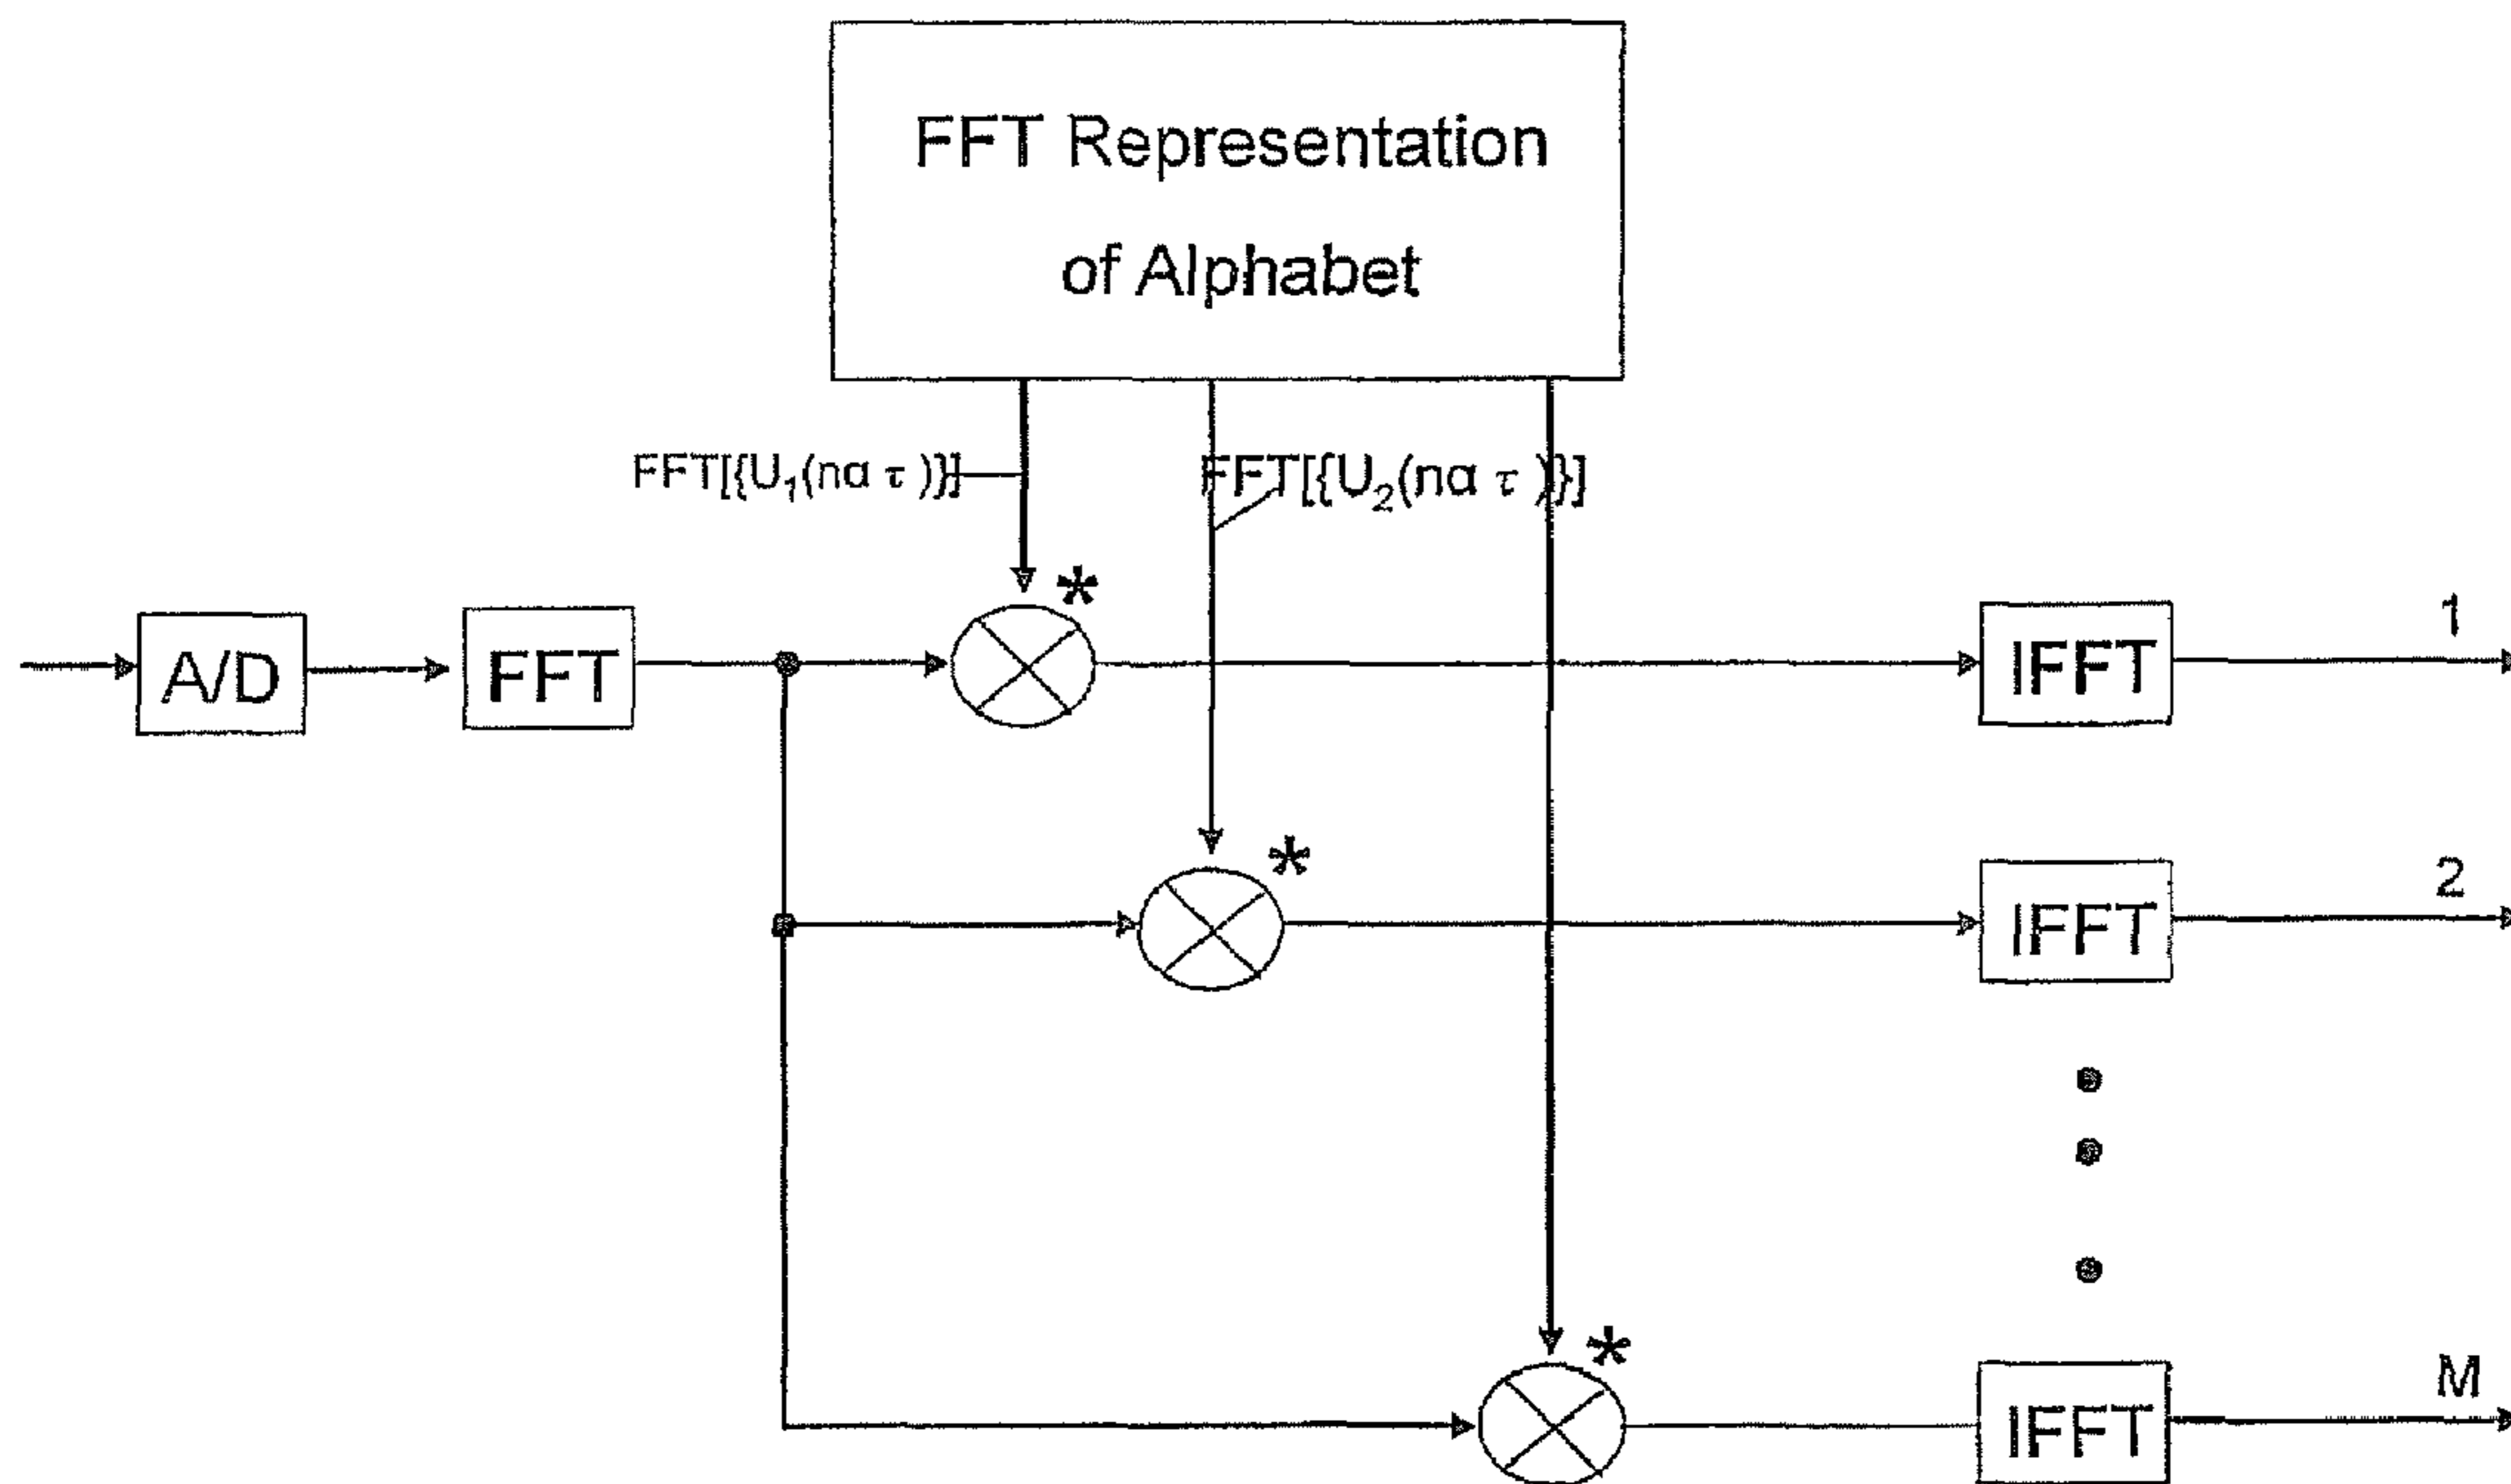 FFT Representation
of Alphabet
FFT[{U₁(nα τ )}]
FFT[{U₂(nα τ )}]
*
A/D
FFT
IFFT
1
*
IFFT
2
*
IFFT
M